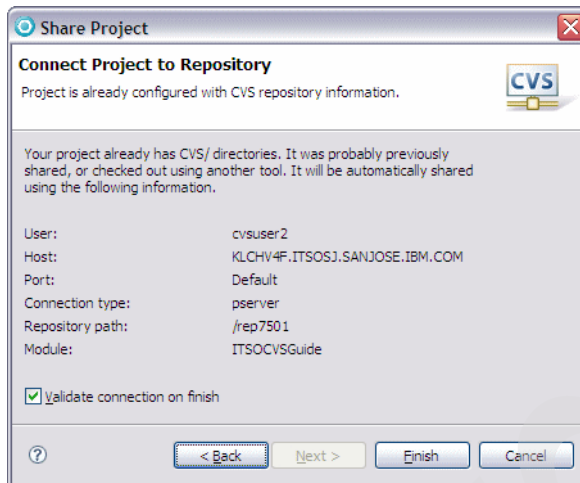 Share Project
Connect Project to Repository
Project is already configured with CVS repository information.
CVS
Your project already has CVS/ directories. It was probably previously
shared, or checked out using another tool. It will be automatically shared
using the following information.
User: cvsuser2
Host: KLCHV4F.ITSOSJ.SANJOSE.IBM.COM
Port: Default
Connection type: pserver
Repository path: /rep7501
Module: ITSOCVSGuide
Validate connection on finish
? < Back Next > Finish Cancel